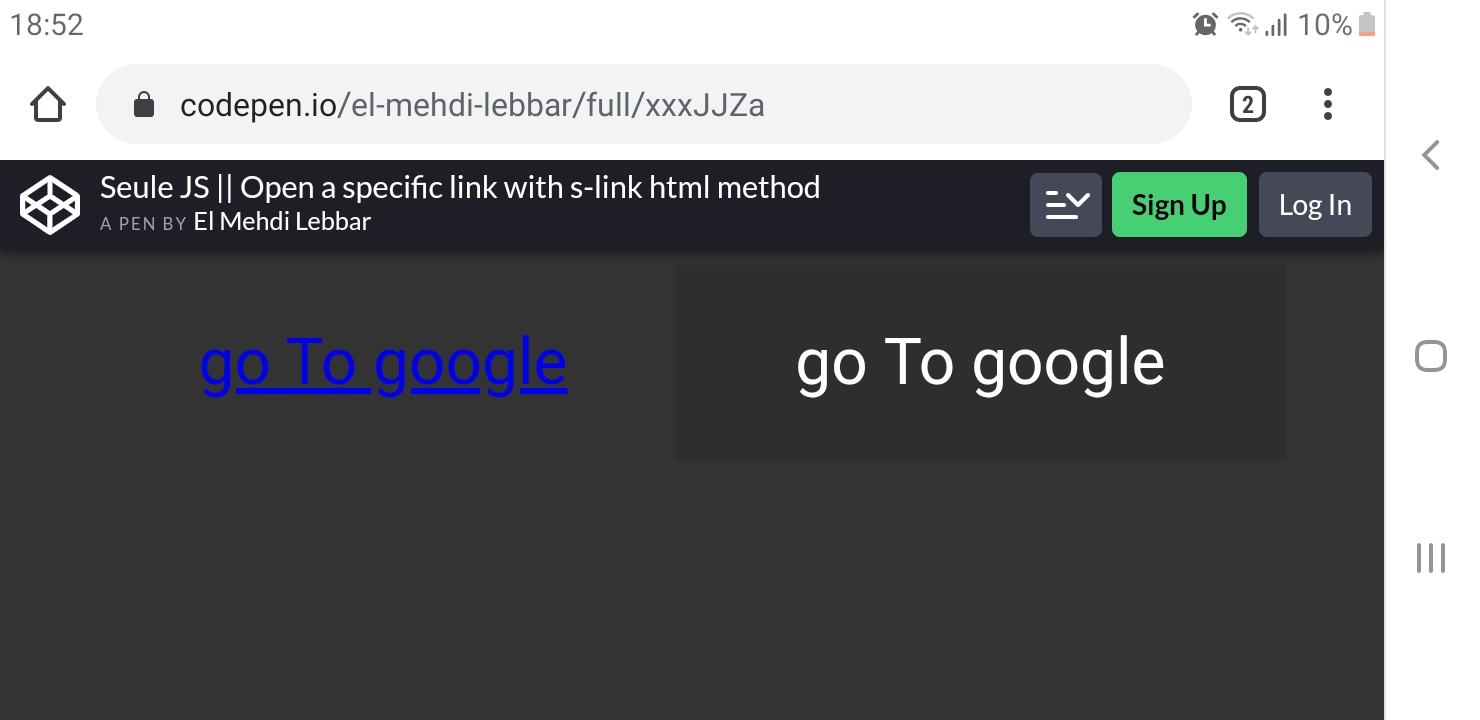 18:52
10%
codepen.io/el-mehdi-lebbar/full/xxxJJZa
2
Seule JS || Open a specific link with s-link html method
A PEN BY El Mehdi Lebbar
Sign Up
Log In
go To google
go To google